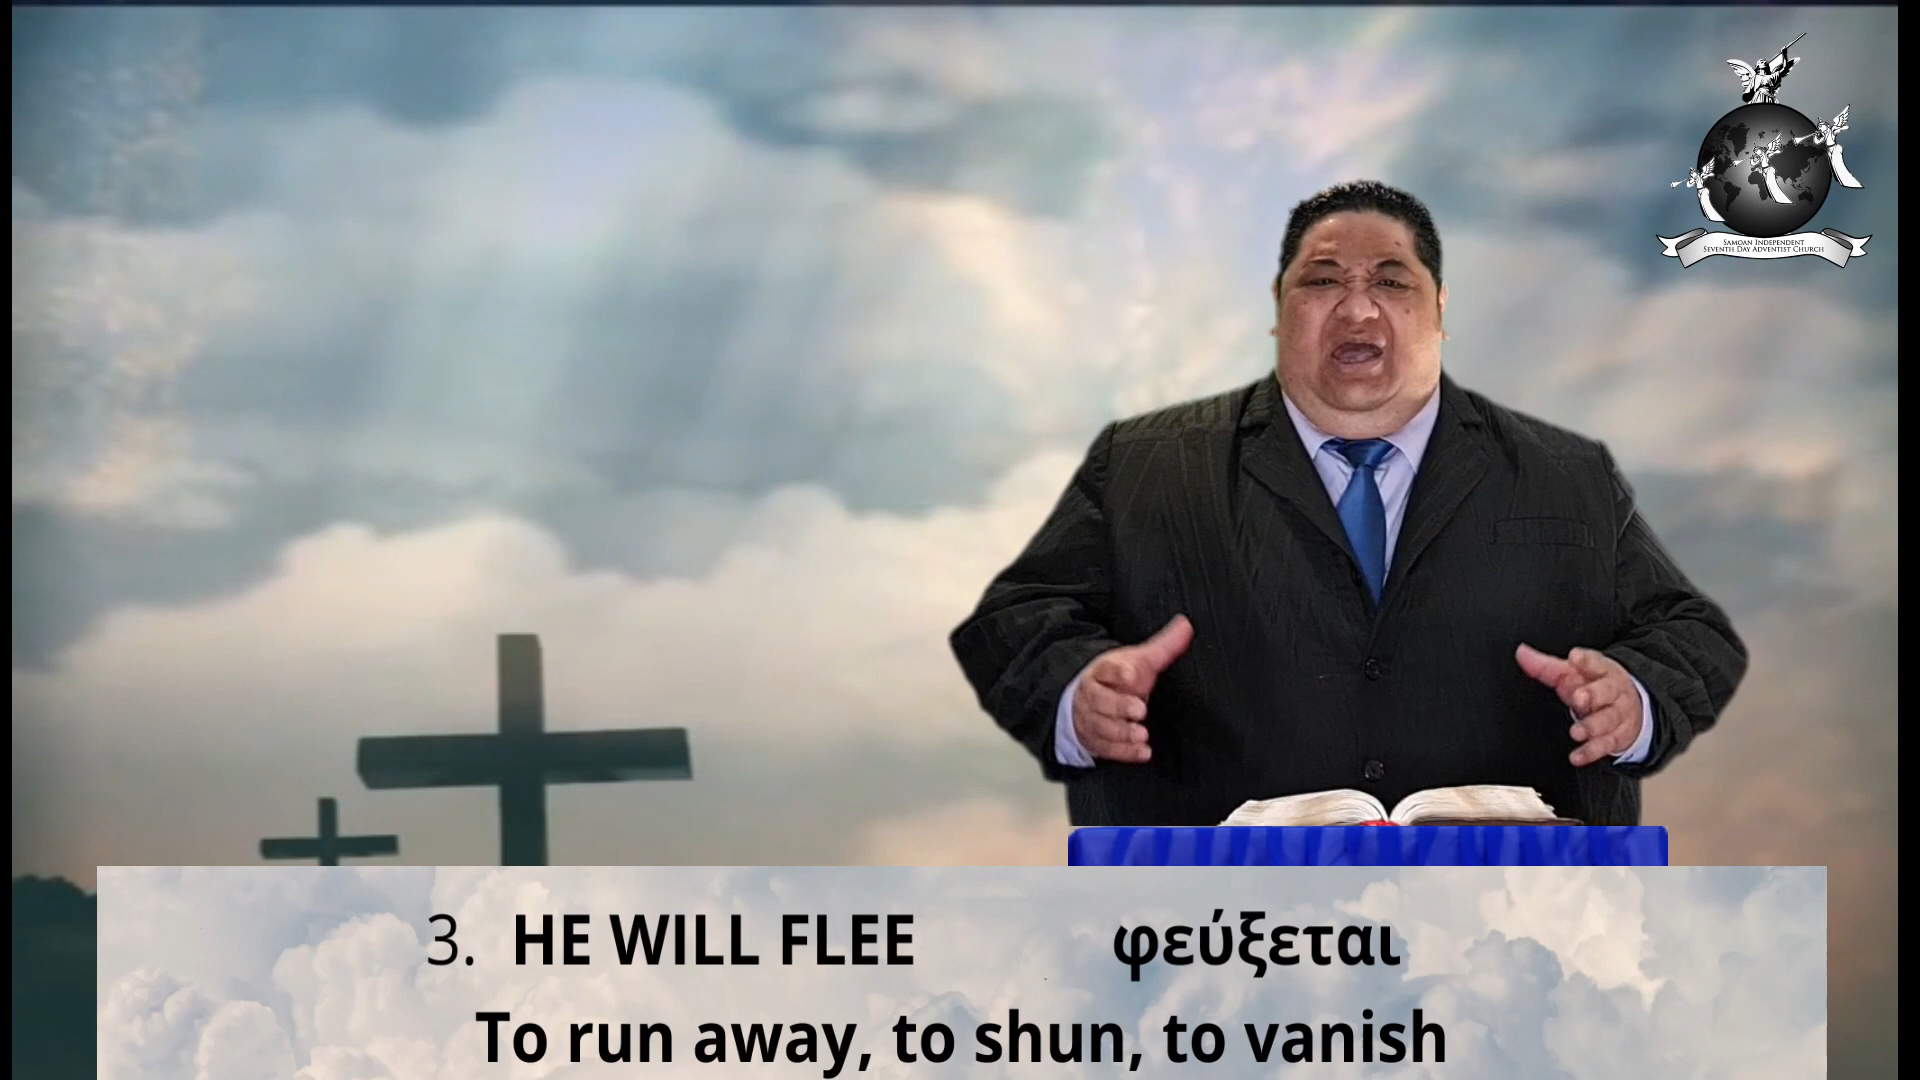 SAMOAN INDEPENDENT
SEVENTH DAY ADVENTIST CHURCH
3. HE WILL FLEE φεύξεται
To run away, to shun, to vanish